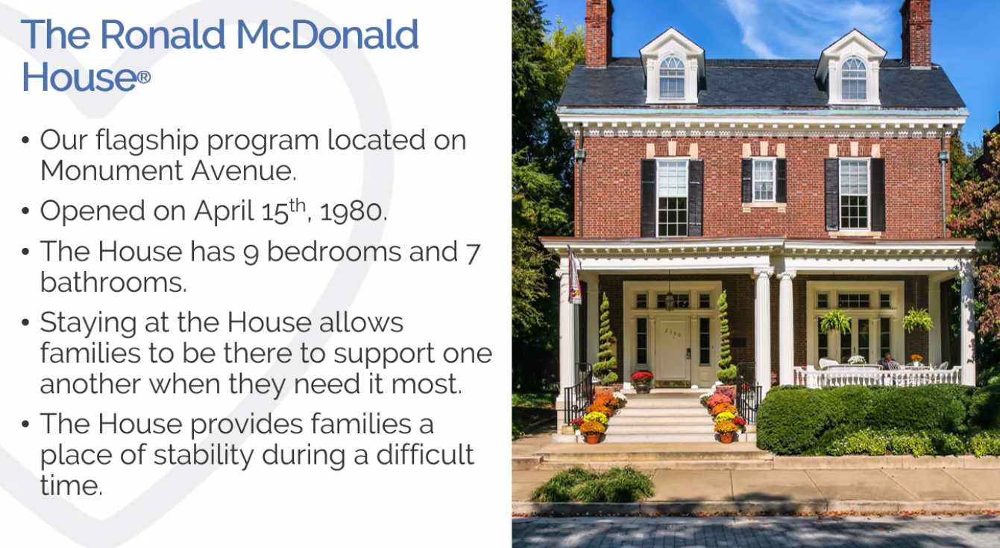 The Ronald McDonald
House®
• Our flagship program located on
Monument Avenue.
• Opened on April 15th, 1980.
• The House has 9 bedrooms and 7
bathrooms.
• Staying at the House allows
families to be there to support one
another when they need it most.
• The House provides families a
place of stability during a difficult
time.
2330